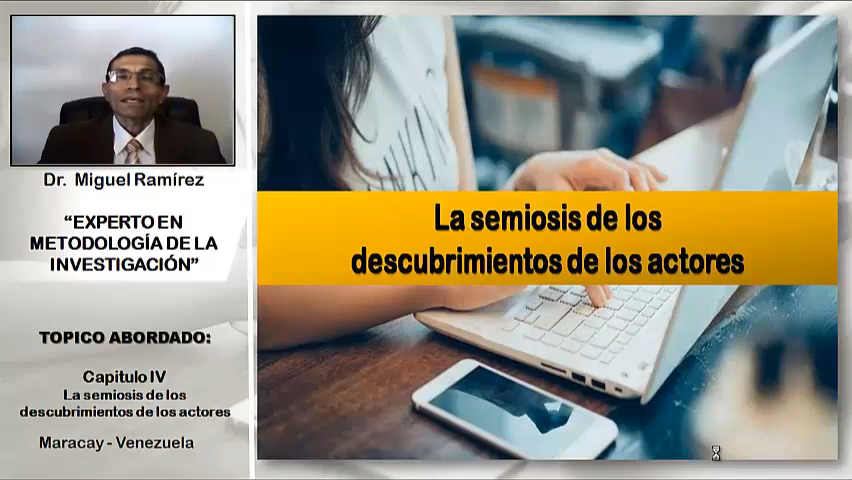 Dr. Miguel Ramírez
“EXPERTO EN
METODOLOGÍA DE LA
INVESTIGACIÓN”
TOPICO ABORDADO:
Capitulo IV
La semiosis de los
descubrimientos de los actores
Maracay - Venezuela
La semiosis de los
descubrimientos de los actores